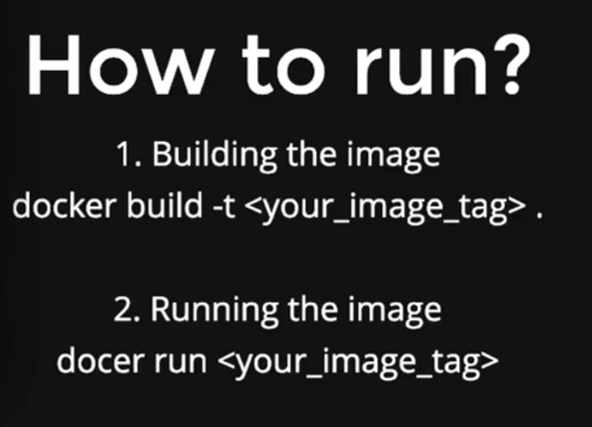 How to run?
1. Building the image
docker build -t <your_image_tag> .
2. Running the image
docer run <your_image_tag>